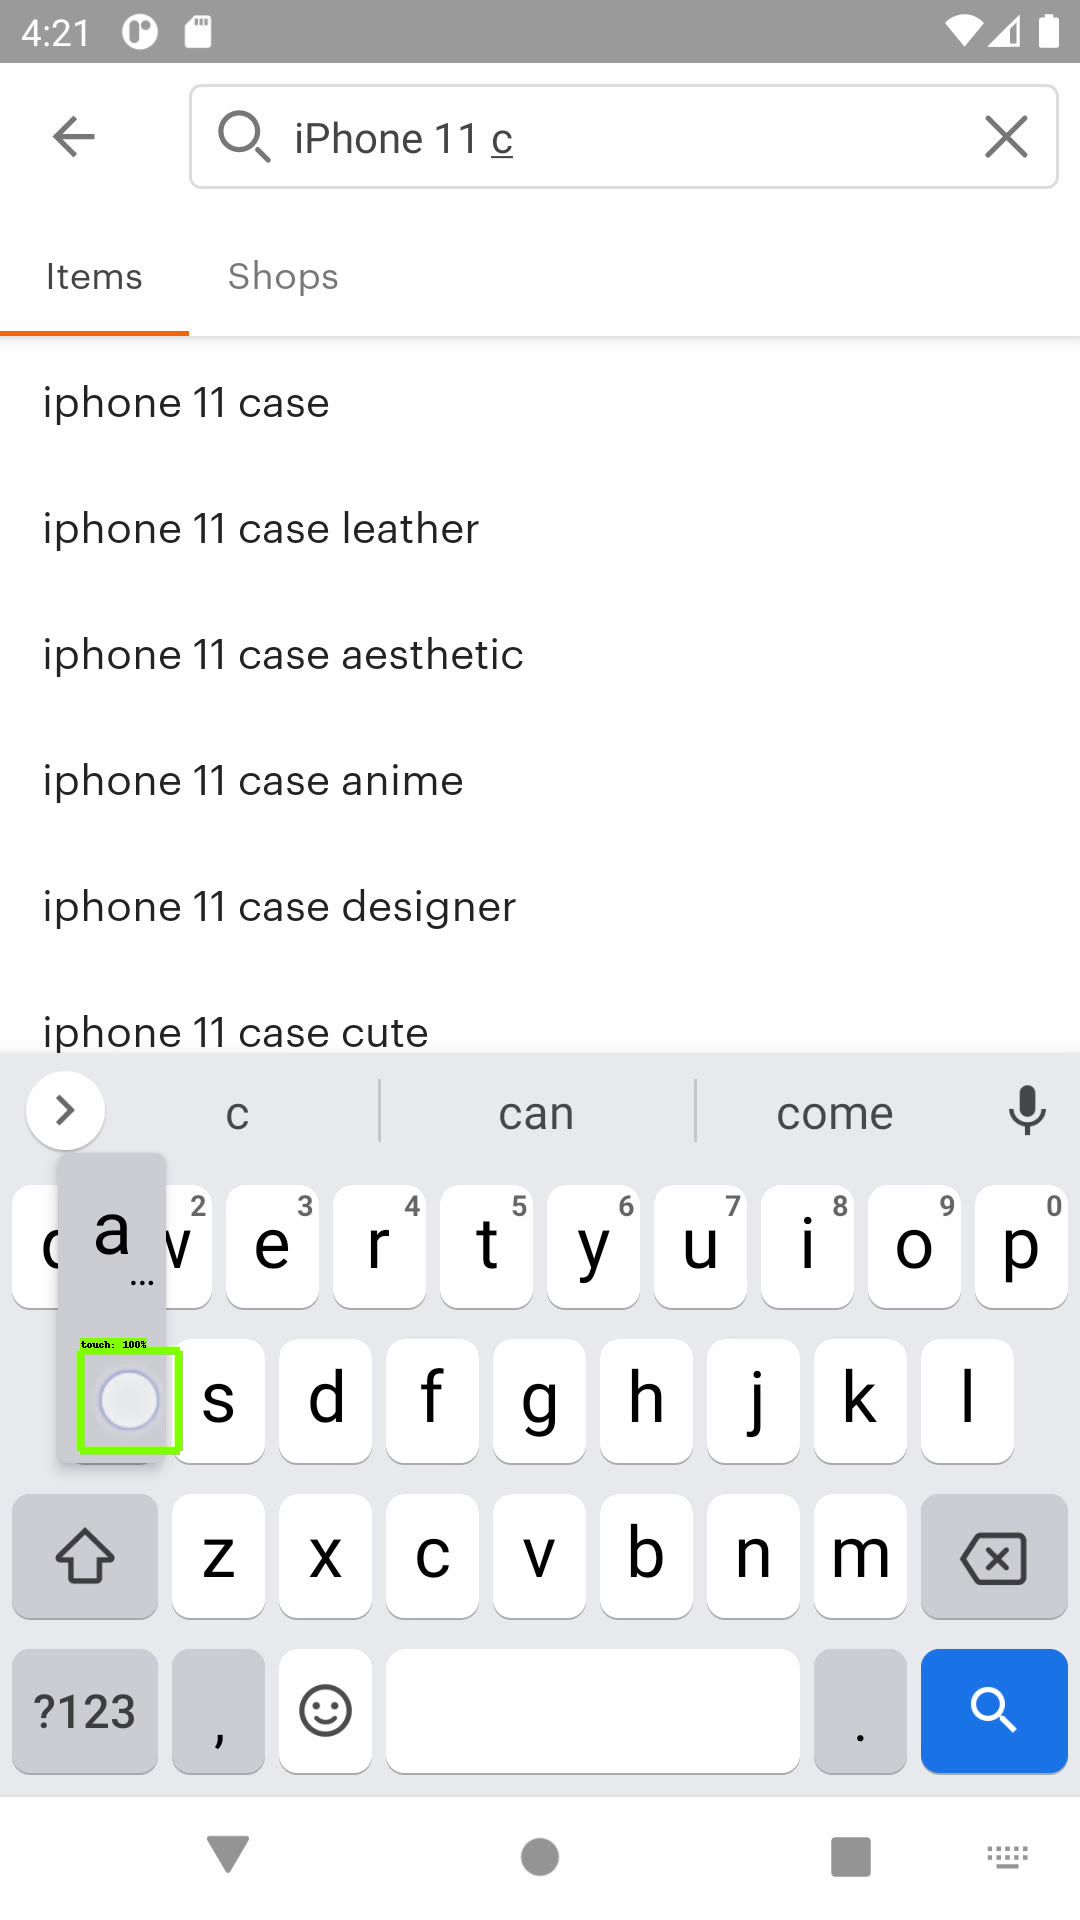 4:21
iPhone 11 c
Items Shops
iphone 11 case
iphone 11 case leather
iphone 11 case aesthetic
iphone 11 case anime
iphone 11 case designer
iphone 11 case cute
c can come
a ...
2 3 4 5 6 7 8 9 0
w e r t y u i o p
touch: 100%
s d f g h j k l
z x c v b n m
?123 , .